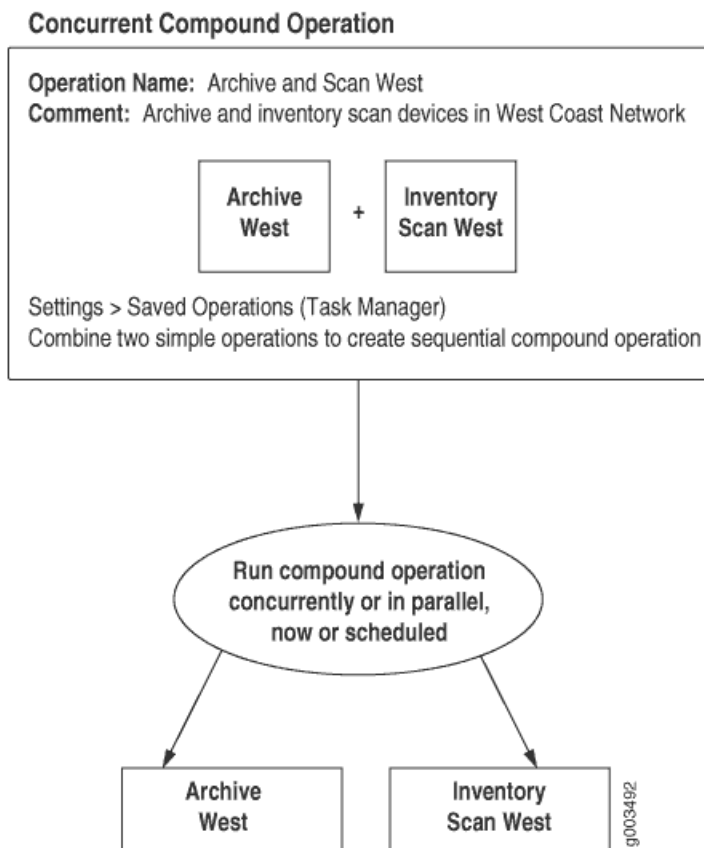 Concurrent Compound Operation
Operation Name: Archive and Scan West
Comment: Archive and inventory scan devices in West Coast Network
Archive
West
+
Inventory
Scan West
Settings > Saved Operations (Task Manager)
Combine two simple operations to create sequential compound operation
Run compound operation
concurrently or in parallel,
now or scheduled
Archive
West
Inventory
Scan West
g003492